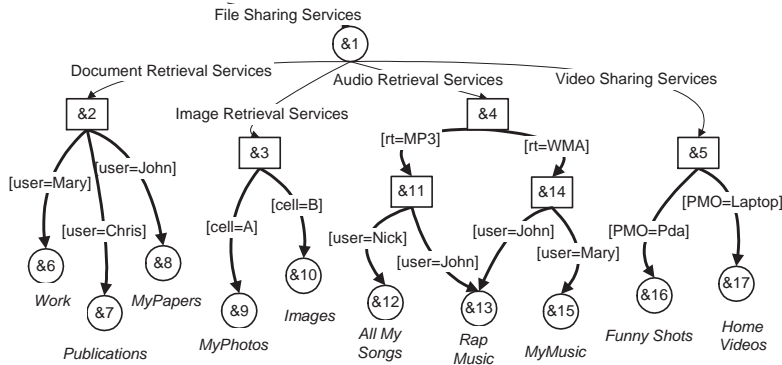 File Sharing Services
&1
Document Retrieval Services
Audio Retrieval Services
Video Sharing Services
Image Retrieval Services
&2
&4
&3
&5
[rt=MP3]
[rt=WMA]
[user=John]
[user=Mary]
&11
&14
[cell=B]
[PMO=Laptop]
[cell=A]
[user=Chris]
[user=Nick]
[user=John]
[PMO=Pda]
[user=Mary]
[user=John]
&6
&8
&10
&17
&16
Work
MyPapers
&7
&9
&12
&13
&15
Images
Publications
MyPhotos
All My
Songs
Rap
Music
MyMusic
Funny Shots
Home
Videos